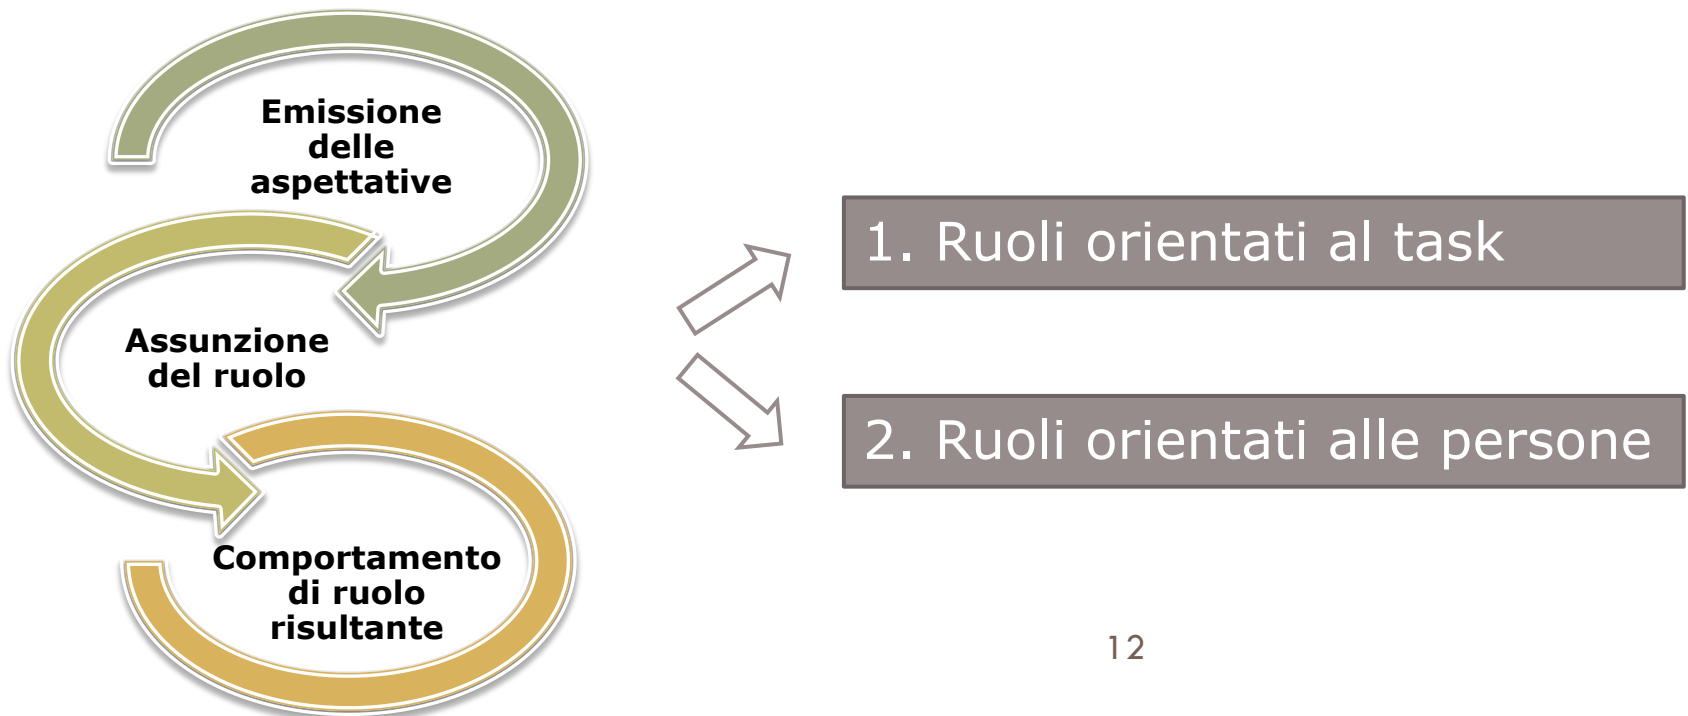 Emissione
delle
aspettative
Assunzione
del ruolo
Comportamento
di ruolo
risultante
1. Ruoli orientati al task
2. Ruoli orientati alle persone
12